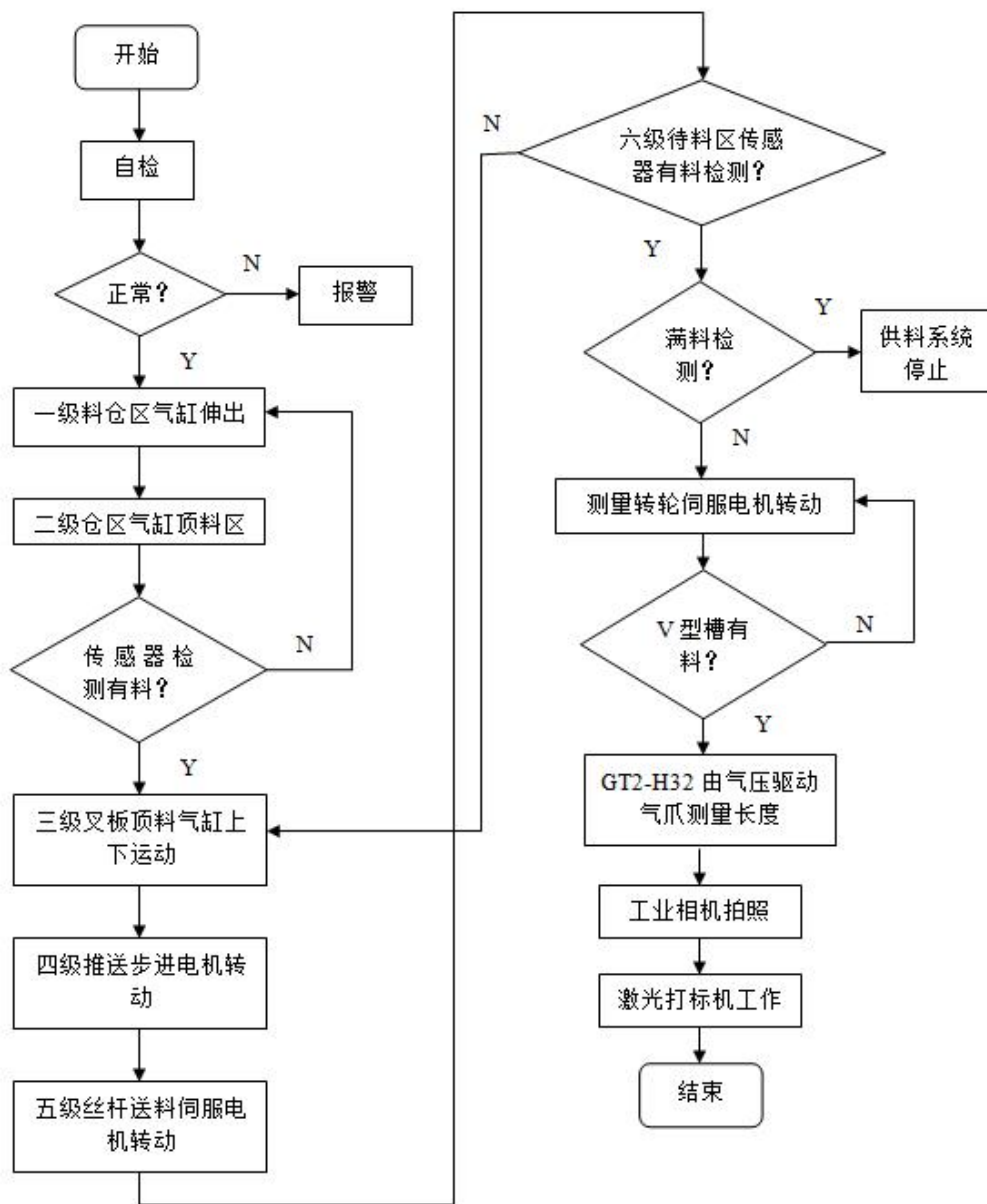 开始
自检
正常？
N
报警
Y
一级料仓区气缸伸出
二级仓区气缸顶料区
传感器检
测有料？
N
Y
三级叉板顶料气缸上
下运动
四级推送步进电机转
动
五级丝杆送料伺服电
机转动
N
六级待料区传感
器有料检测？
Y
满料检
测？
Y
供料系统
停止
N
测量转轮伺服电机转动
V型槽有
料？
N
Y
GT2-H32 由气压驱动
气爪测量长度
工业相机拍照
激光打标机工作
结束